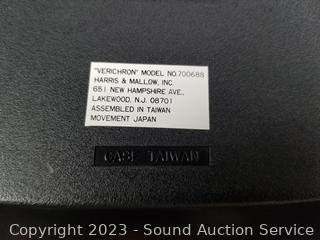 "VERICHRON" MODEL NO.700688
HARRIS & MALLOW, INC.
651 NEW HAMPSHIRE AVE.,
LAKEWOOD, N.J. 08701
ASSEMBLED IN TAIWAN
MOVEMENT JAPAN
CASE TAIWAN
Copyright 2023 - Sound Auction Service